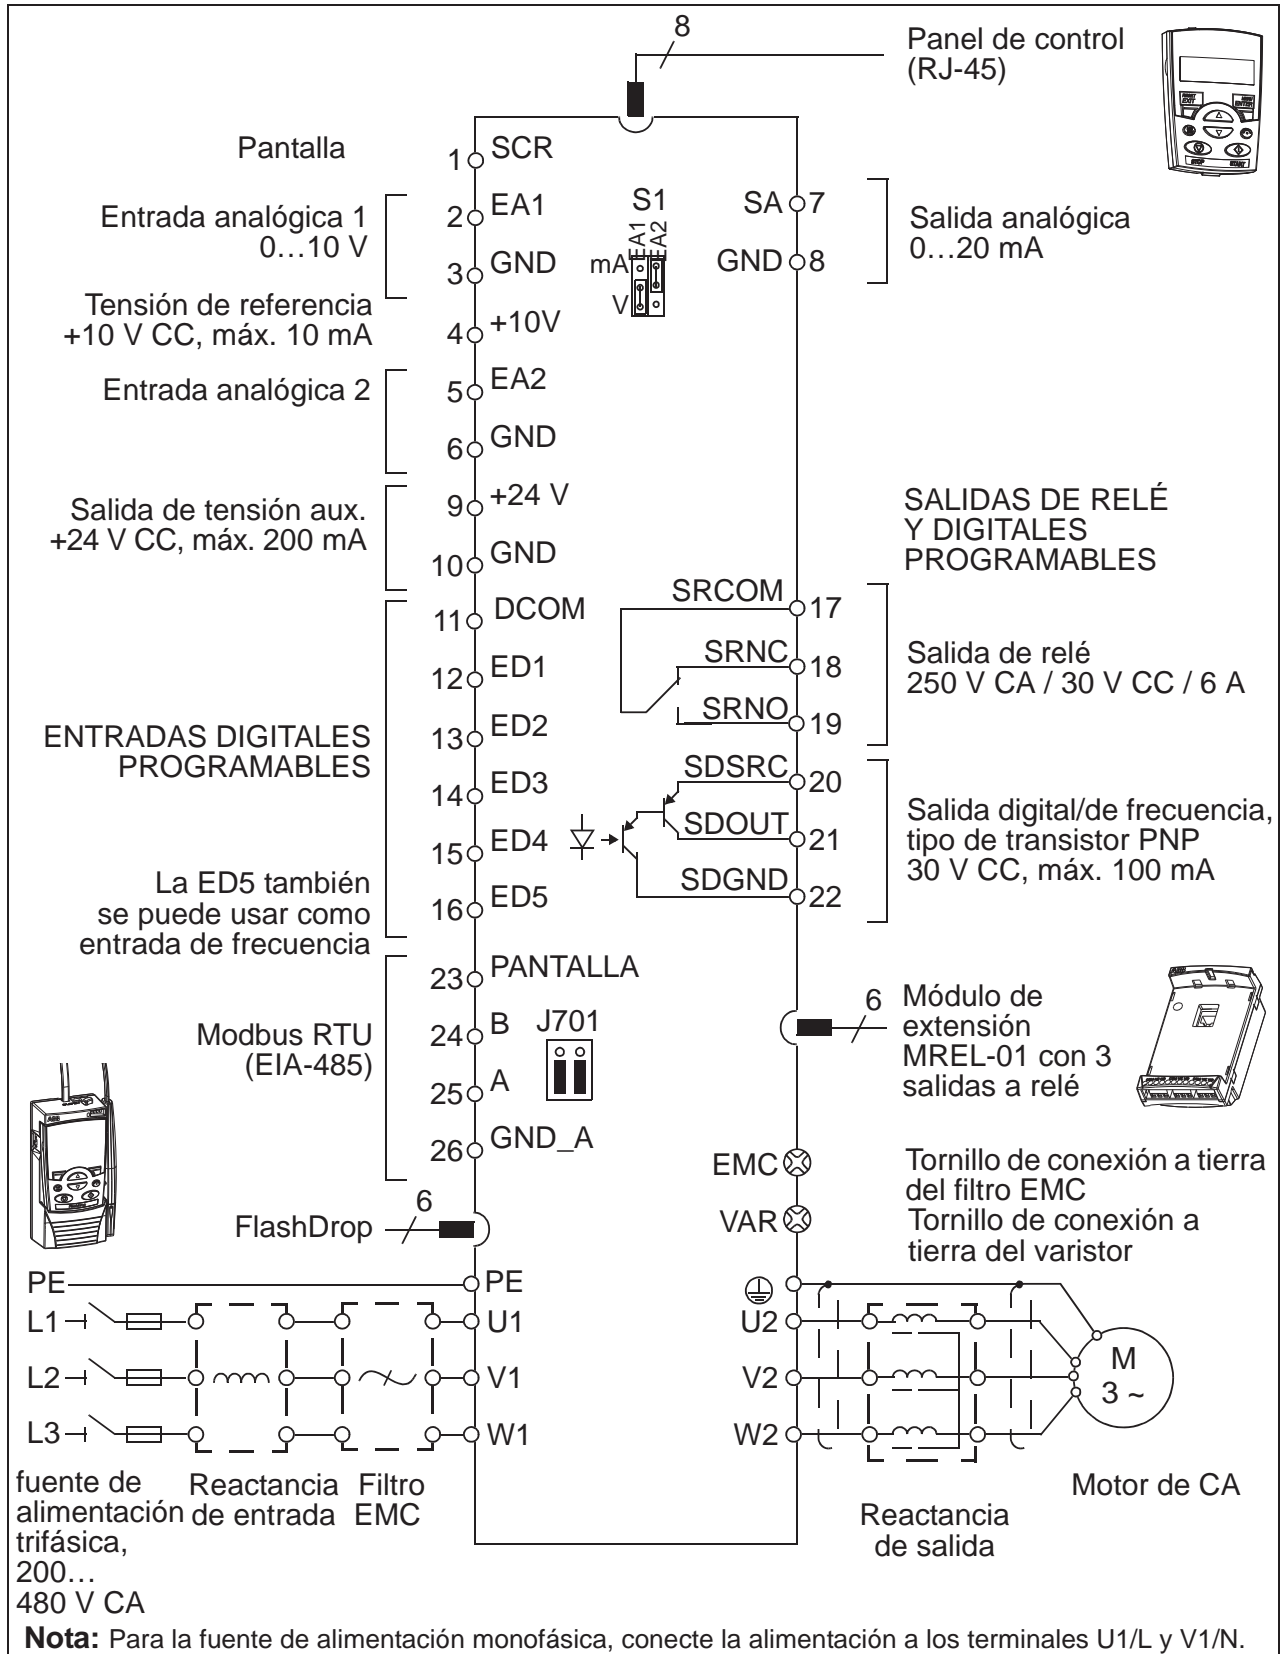 8
Panel de control
(RJ-45)
RESET
EXIT
MENU
ENTER
STOP
START
Pantalla
1
SCR
Entrada analógica 1
0…10 V
2
EA1
3
GND
S1
EA1
EA2
mA
V
SA
7
GND
8
Salida analógica
0…20 mA
Tensión de referencia
+10 V CC, máx. 10 mA
4
+10V
Entrada analógica 2
5
EA2
6
GND
Salida de tensión aux.
+24 V CC, máx. 200 mA
9
+24 V
10
GND
SALIDAS DE RELÉ
Y DIGITALES
PROGRAMABLES
ENTRADAS DIGITALES
PROGRAMABLES
11
DCOM
12
ED1
13
ED2
14
ED3
15
ED4
16
ED5
La ED5 también
se puede usar como
entrada de frecuencia
SRCOM
17
SRNC
18
SRNO
19
Salida de relé
250 V CA / 30 V CC / 6 A
SDSRC
20
SDOUT
21
SDGND
22
Salida digital/de frecuencia,
tipo de transistor PNP
30 V CC, máx. 100 mA
Modbus RTU
(EIA-485)
23
PANTALLA
24
B
J701
25
A
26
GND_A
6
Módulo de
extensión
MREL-01 con 3
salidas a relé
ABB
ABB
FlashDrop
6
EMC
Tornillo de conexión a tierra
del filtro EMC
VAR
Tornillo de conexión a
tierra del varistor
PE
PE
L1
U1
U2
L2
V1
V2
L3
W1
W2
M
3 ~
fuente de
alimentación
trifásica,
200…
480 V CA
Reactancia
de entrada
Filtro
EMC
Reactancia
de salida
Motor de CA
Nota: Para la fuente de alimentación monofásica, conecte la alimentación a los terminales U1/L y V1/N.